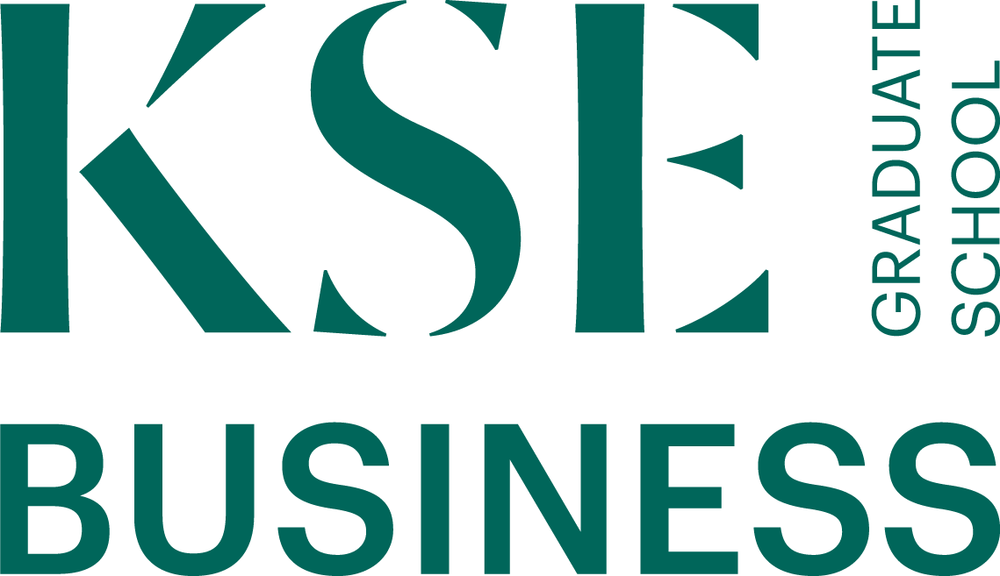 KSE
GRADUATE
SCHOOL
BUSINESS